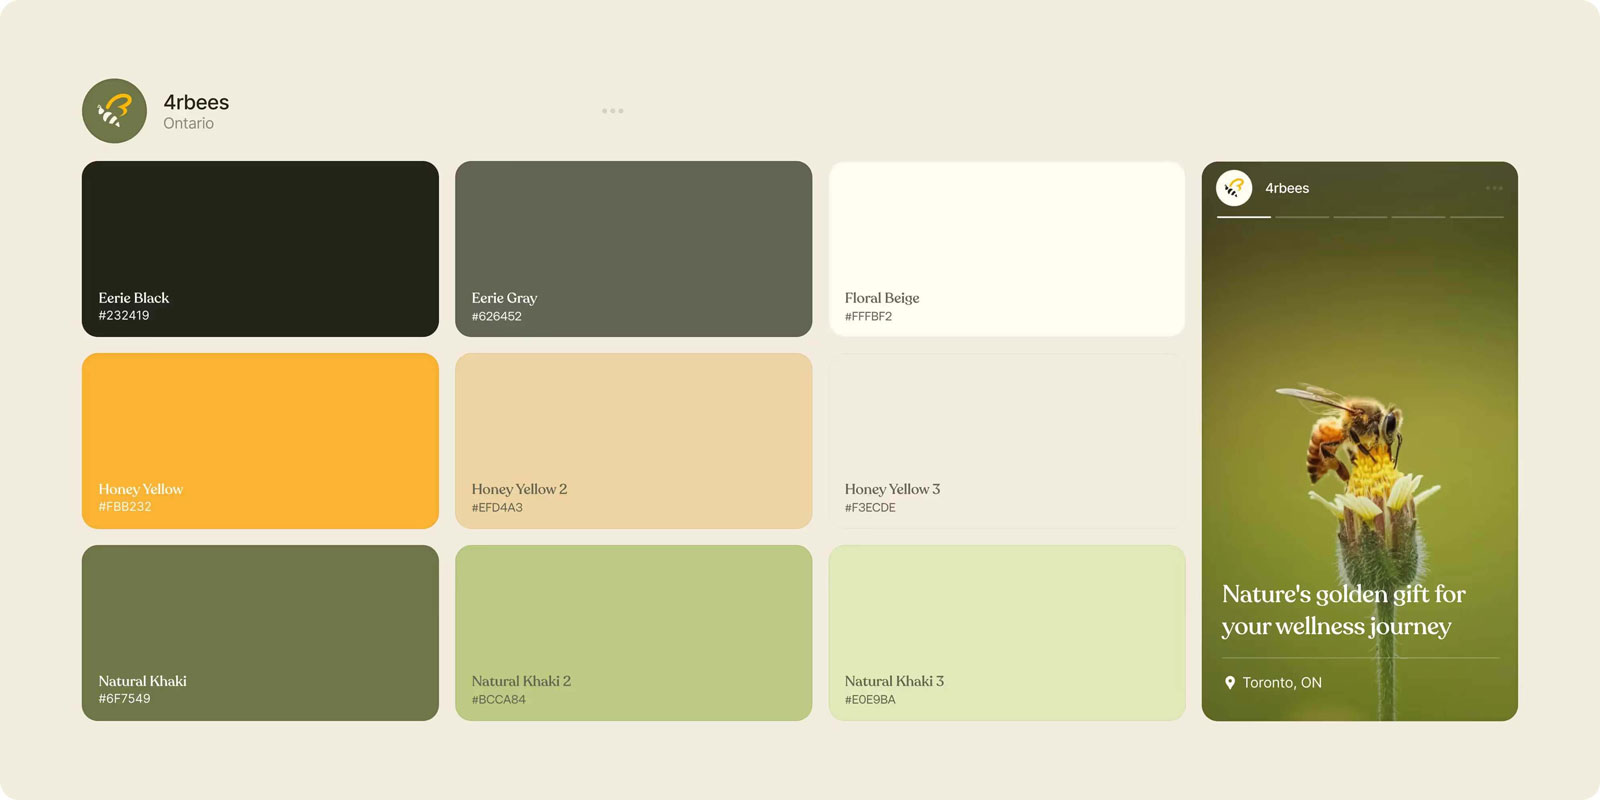 4rbees
Ontario
Eerie Black
#232419
Eerie Gray
#626452
Floral Beige
#FFFBF2
Honey Yellow
#FBB232
Honey Yellow 2
#EFD4A3
Honey Yellow 3
#F3ECDE
Natural Khaki
#6F7549
Natural Khaki 2
#BCCA84
Natural Khaki 3
#E0E9BA
4rbees
Nature's golden gift for
your wellness journey
Toronto, ON